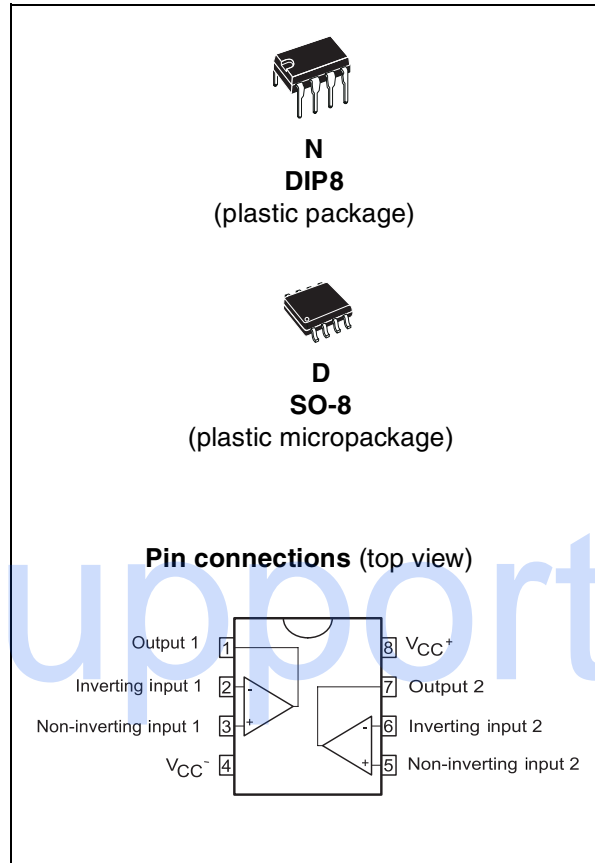 N
DIP8
(plastic package)
D
SO-8
(plastic micropackage)
Pin connections (top view)
Output 1 1
Inverting input 1 2 -
Non-inverting input 1 3 +
VCC- 4
8 VCC+
7 Output 2
- 6 Inverting input 2
+ 5 Non-inverting input 2
upport